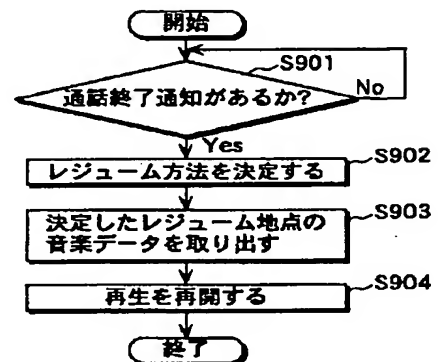 開始
S901
通話終了通知があるか?
No
Yes
レジューム方法を決定する
S902
決定したレジューム地点の
音楽データを取り出す
S903
再生を再開する
S904
終了